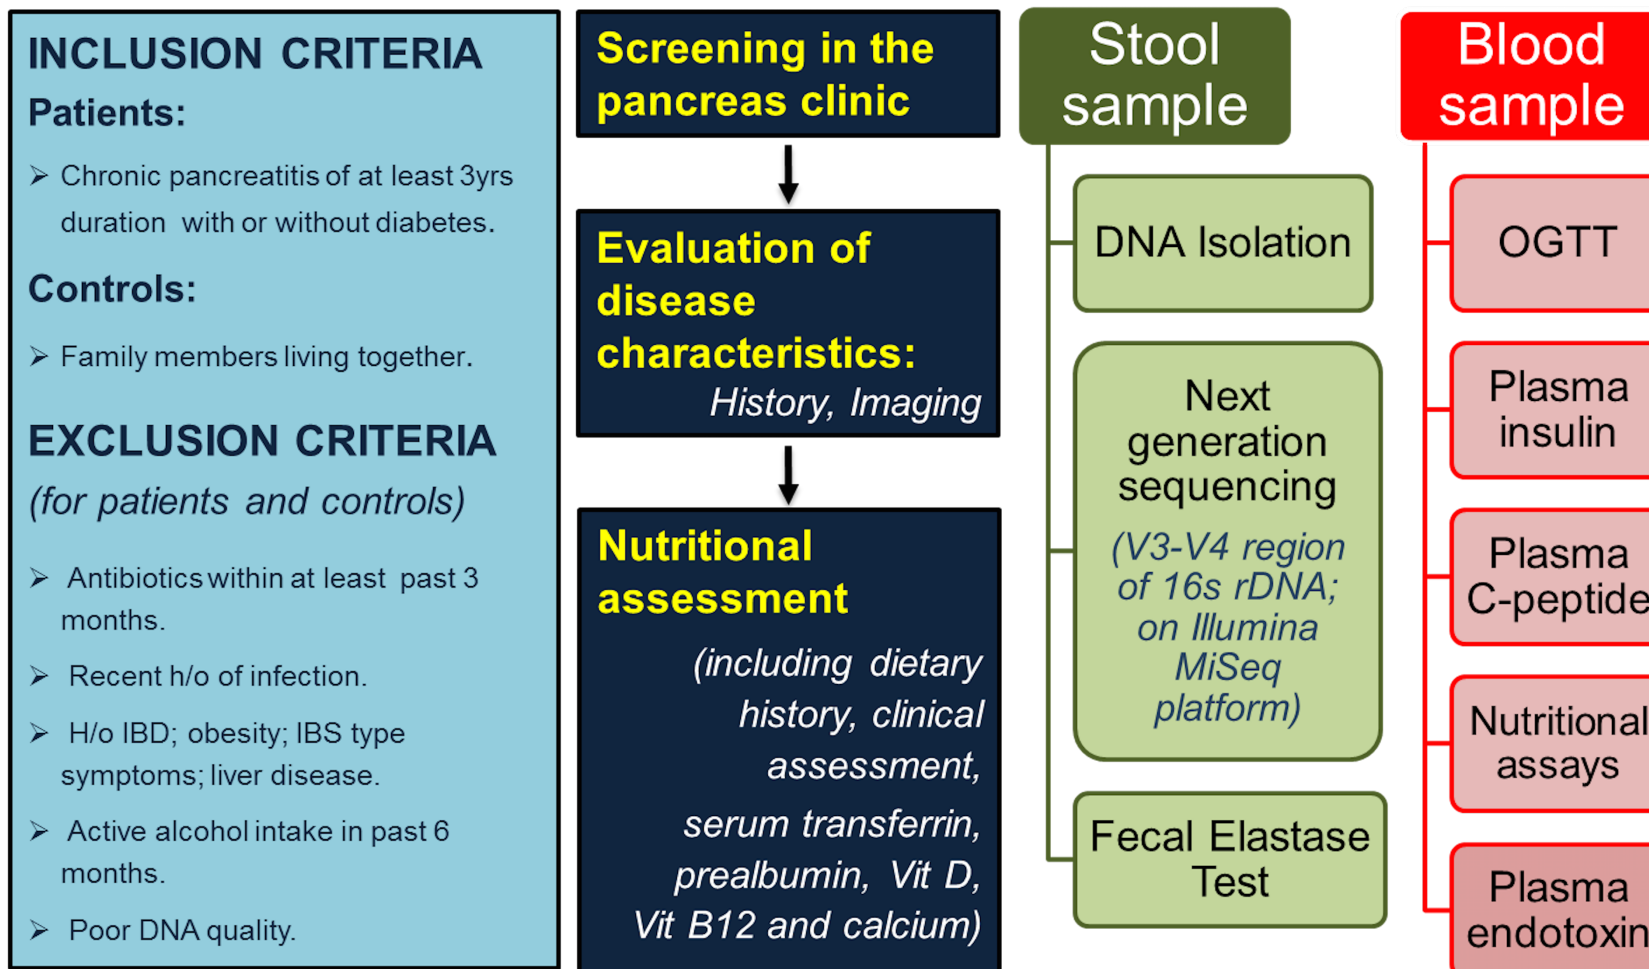 INCLUSION CRITERIA
Patients:
➢ Chronic pancreatitis of at least 3yrs
duration with or without diabetes.
Controls:
➢ Family members living together.
EXCLUSION CRITERIA
(for patients and controls)
➢ Antibiotics within at least past 3
months.
➢ Recent h/o of infection.
➢ H/o IBD; obesity; IBS type
symptoms; liver disease.
➢ Active alcohol intake in past 6
months.
➢ Poor DNA quality.
Screening in the
pancreas clinic
Evaluation of
disease
characteristics:
History, Imaging
Nutritional
assessment
(including dietary
history, clinical
assessment,
serum transferrin,
prealbumin, Vit D,
Vit B12 and calcium)
Stool
sample
DNA Isolation
Next
generation
sequencing
(V3-V4 region
of 16s rDNA;
on Illumina
MiSeq
platform)
Fecal Elastase
Test
Blood
sample
OGTT
Plasma
insulin
Plasma
C-peptide
Nutritional
assays
Plasma
endotoxin